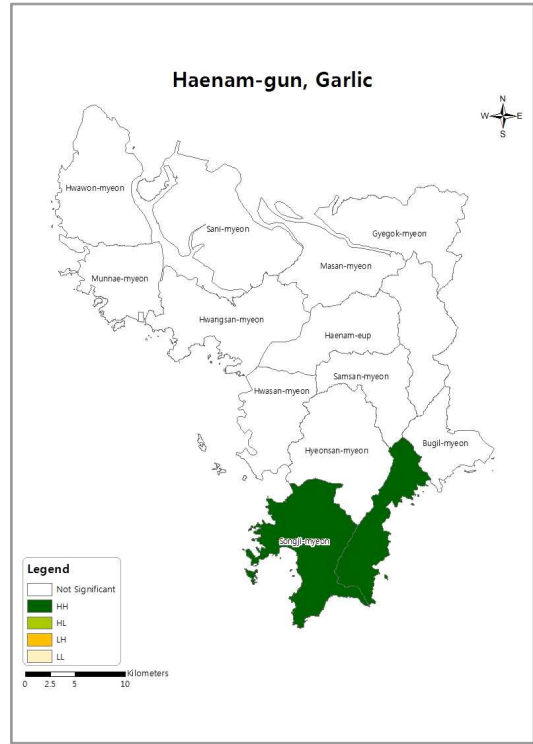 Haenam-gun, Garlic
N
W E
S
Hwawon-myeon
Sani-myeon
Gyegok-myeon
Masan-myeon
Munnae-myeon
Hwangsan-myeon
Haenam-eup
Samsan-myeon
Hwasan-myeon
Bugil-myeon
Hyeonsan-myeon
Songji-myeon
Legend
Not Significant
HH
HL
LH
LL
Kilometers
0 2.5 5 10